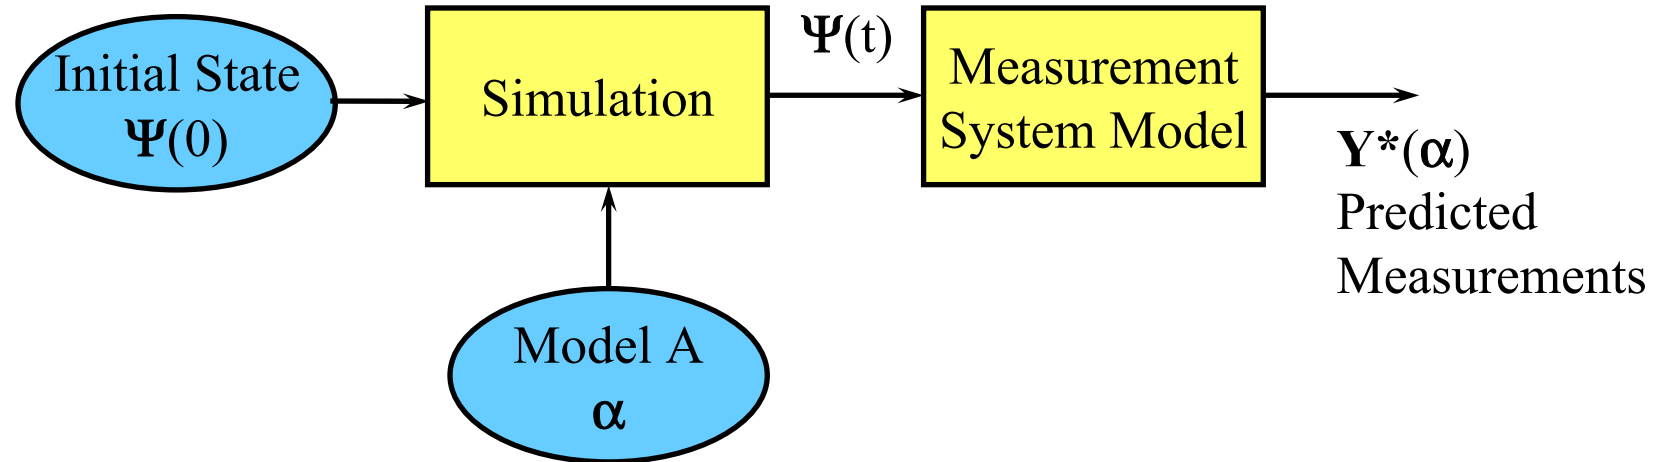 Initial State
Ψ(0)
Simulation
Ψ(t)
Measurement
System Model
Y*(α)
Predicted
Measurements
Model A
α